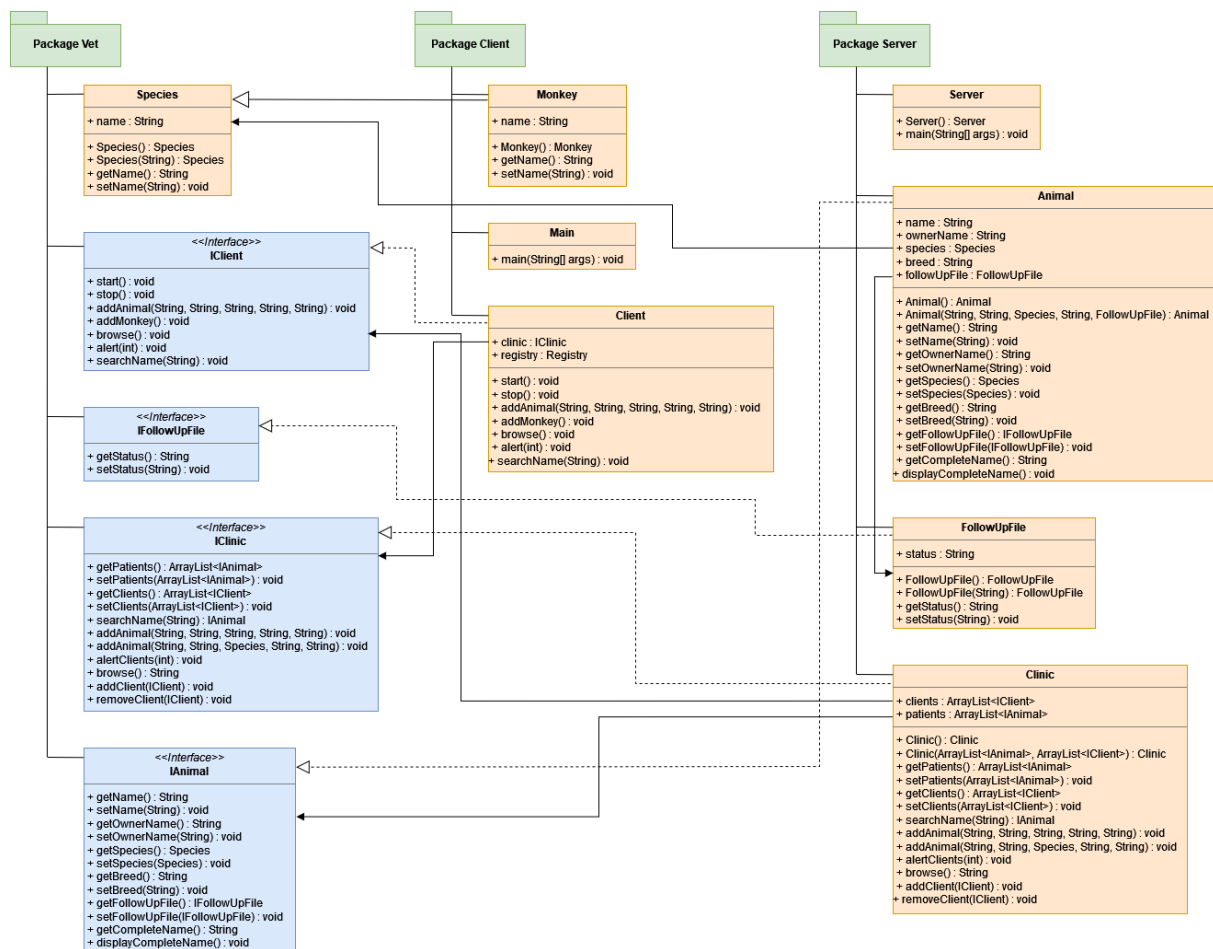 Package Vet
Species
+ name : String
+ Species() : Species
+ Species(String) : Species
+ getName() : String
+ setName(String) : void
<<Interface>>
IClient
+ start() : void
+ stop() : void
+ addAnimal(String, String, String, String, String) : void
+ addMonkey() : void
+ browse() : void
+ alert(int) : void
+ searchName(String) : void
<<Interface>>
IFollowUpFile
+ getStatus() : String
+ setStatus(String) : void
<<Interface>>
IClinic
+ getPatients() : ArrayList<IAnimal>
+ setPatients(ArrayList<IAnimal>) : void
+ getClients() : ArrayList<IClient>
+ setClients(ArrayList<IClient>) : void
+ searchName(String) : IAnimal
+ addAnimal(String, String, String, String, String) : void
+ addAnimal(String, String, Species, String, String) : void
+ alertClients(int) : void
+ browse() : String
+ addClient(IClient) : void
+ removeClient(IClient) : void
<<Interface>>
IAnimal
+ getName() : String
+ setName(String) : void
+ getOwnerName() : String
+ setOwnerName(String) : void
+ getSpecies() : Species
+ setSpecies(Species) : void
+ getBreed() : String
+ setBreed(String) : void
+ getFollowUpFile() : IFollowUpFile
+ setFollowUpFile(IFollowUpFile) : void
+ getCompleteName() : String
+ displayCompleteName() : void
Package Client
Monkey
+ name : String
+ Monkey() : Monkey
+ getName() : String
+ setName(String) : void
Main
+ main(String[] args) : void
Client
+ clinic : IClinic
+ registry : Registry
+ start() : void
+ stop() : void
+ addAnimal(String, String, String, String, String) : void
+ addMonkey() : void
+ browse() : void
+ alert(int) : void
+ searchName(String) : void
Package Server
Server
+ Server() : Server
+ main(String[] args) : void
Animal
+ name : String
+ ownerName : String
+ species : Species
+ breed : String
+ followUpFile : FollowUpFile
+ Animal() : Animal
+ Animal(String, String, Species, String, FollowUpFile) : Animal
+ getName() : String
+ setName(String) : void
+ getOwnerName() : String
+ setOwnerName(String) : void
+ getSpecies() : Species
+ setSpecies(Species) : void
+ getBreed() : String
+ setBreed(String) : void
+ getFollowUpFile() : IFollowUpFile
+ setFollowUpFile(IFollowUpFile) : void
+ getCompleteName() : String
+ displayCompleteName() : void
FollowUpFile
+ status : String
+ FollowUpFile() : FollowUpFile
+ FollowUpFile(String) : FollowUpFile
+ getStatus() : String
+ setStatus(String) : void
Clinic
+ clients : ArrayList<IClient>
+ patients : ArrayList<IAnimal>
+ Clinic() : Clinic
+ Clinic(ArrayList<IAnimal>, ArrayList<IClient>) : Clinic
+ getPatients() : ArrayList<IAnimal>
+ setPatients(ArrayList<IAnimal>) : void
+ getClients() : ArrayList<IClient>
+ setClients(ArrayList<IClient>) : void
+ searchName(String) : IAnimal
+ addAnimal(String, String, String, String, String) : void
+ addAnimal(String, String, Species, String, String) : void
+ alertClients(int) : void
+ browse() : String
+ addClient(IClient) : void
+ removeClient(IClient) : void